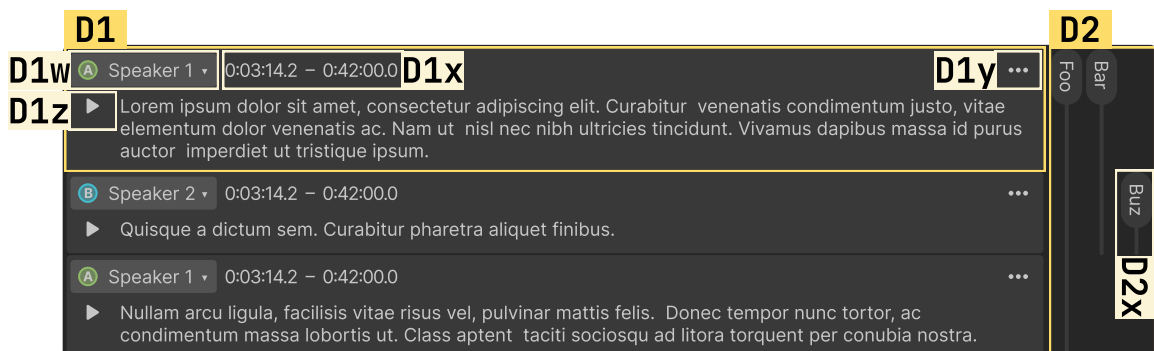 D1
D2
D1w
A Speaker 1
0:03:14.2 – 0:42:00.0
D1x
D1y
•••
Foo
Bar
D1z
Lorem ipsum dolor sit amet, consectetur adipiscing elit. Curabitur venenatis condimentum justo, vitae
elementum dolor venenatis ac. Nam ut nisl nec nibh ultricies tincidunt. Vivamus dapibus massa id purus
auctor imperdiet ut tristique ipsum.
B Speaker 2
0:03:14.2 – 0:42:00.0
•••
Buz
Quisque a dictum sem. Curabitur pharetra aliquet finibus.
D2x
A Speaker 1
0:03:14.2 – 0:42:00.0
•••
Nullam arcu ligula, facilisis vitae risus vel, pulvinar mattis felis. Donec tempor nunc tortor, ac
condimentum massa lobortis ut. Class aptent taciti sociosqu ad litora torquent per conubia nostra.